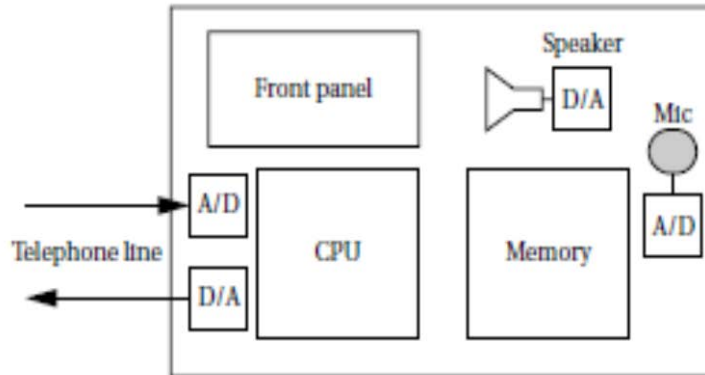 Speaker
Front panel
D/A
Mic
A/D
A/D
Telephone line
CPU
Memory
D/A